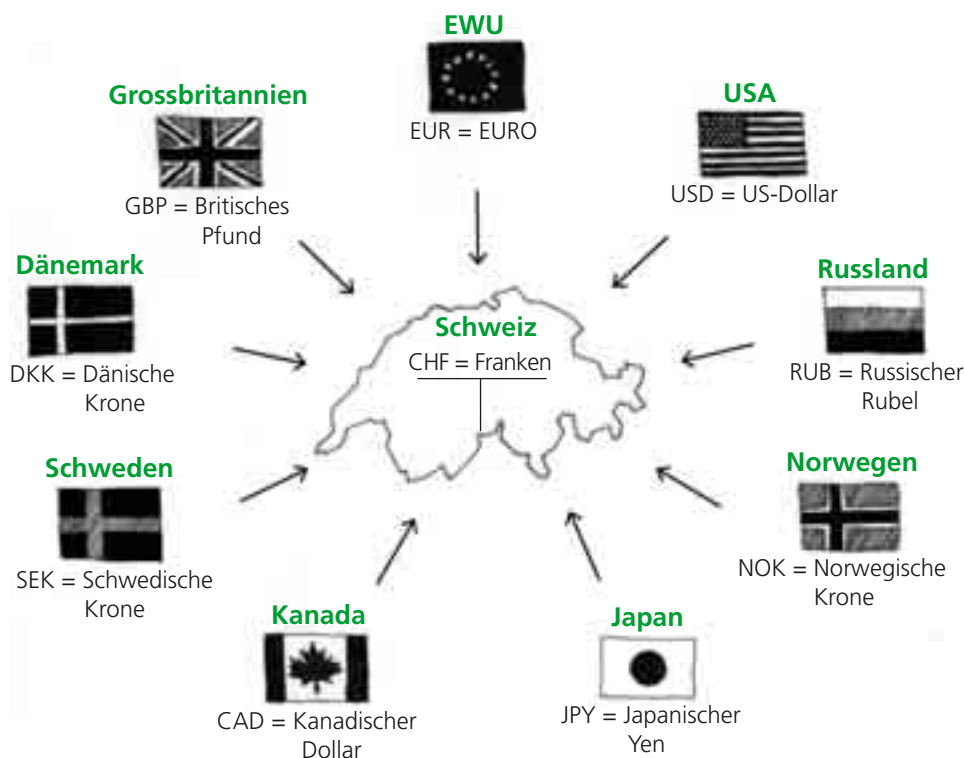 EWU
EUR = EURO
Grossbritannien
GBP = Britisches
Pfund
USA
USD = US-Dollar
Dänemark
DKK = Dänische
Krone
Schweiz
CHF = Franken
Russland
RUB = Russischer
Rubel
Schweden
SEK = Schwedische
Krone
Norwegen
NOK = Norwegische
Krone
Kanada
CAD = Kanadischer
Dollar
Japan
JPY = Japanischer
Yen